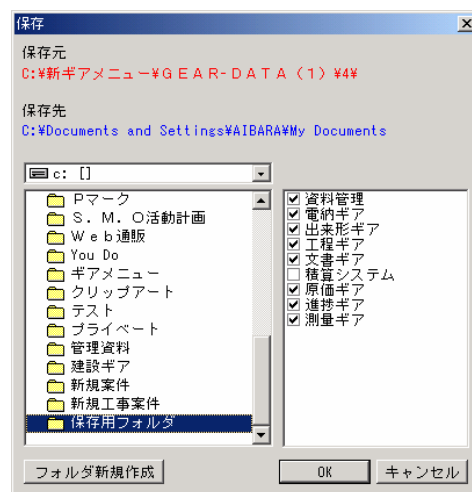 保存
保存元
C:¥新ギアメニュー¥ＧＥＡＲ-ＤＡＴＡ（１）¥4¥
保存先
C:¥Documents and Settings¥AIBARA¥My Documents
c: []
Ｐマーク
Ｓ．Ｍ．Ｏ活動計画
Ｗｅｂ通販
You Do
ギアメニュー
クリップアート
テスト
プライベート
管理資料
建設ギア
新規案件
新規工事案件
保存用フォルダ
資料管理
電納ギア
出来形ギア
工程ギア
文書ギア
積算システム
原価ギア
進捗ギア
測量ギア
フォルダ新規作成
OK
キャンセル